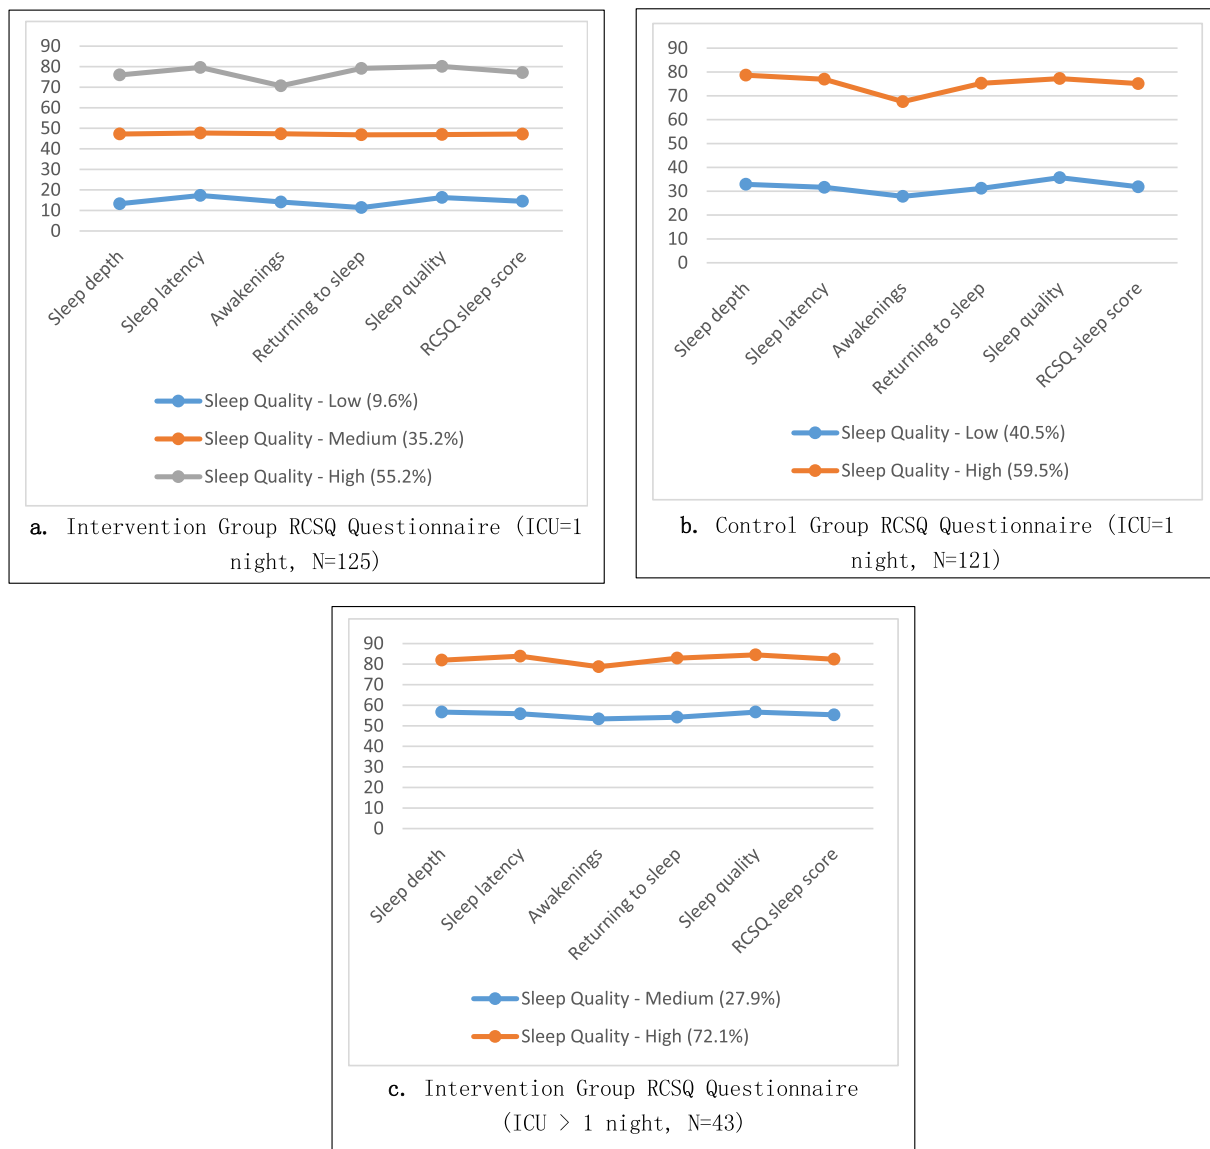 90
80
70
60
50
40
30
20
10
0
Sleep depth
Sleep latency
Awakenings
Returning to sleep
Sleep quality
RCSQ sleep score
Sleep Quality - Low (9.6%)
Sleep Quality - Medium (35.2%)
Sleep Quality - High (55.2%)
a. Intervention Group RCSQ Questionnaire (ICU=1
night, N=125)
90
80
70
60
50
40
30
20
10
0
Sleep depth
Sleep latency
Awakenings
Returning to sleep
Sleep quality
RCSQ sleep score
Sleep Quality - Low (40.5%)
Sleep Quality - High (59.5%)
b. Control Group RCSQ Questionnaire (ICU=1
night, N=121)
90
80
70
60
50
40
30
20
10
0
Sleep depth
Sleep latency
Awakenings
Returning to sleep
Sleep quality
RCSQ sleep score
Sleep Quality - Medium (27.9%)
Sleep Quality - High (72.1%)
c. Intervention Group RCSQ Questionnaire
(ICU > 1 night, N=43)